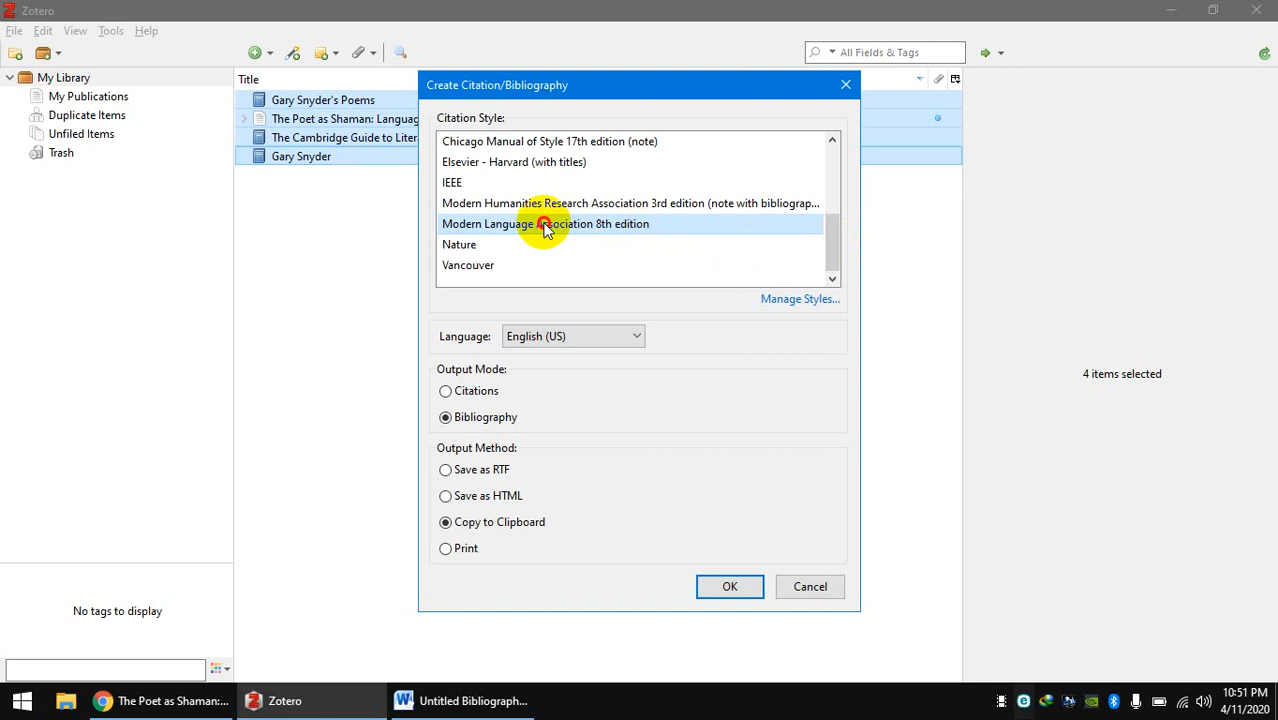 Zotero
File Edit View Tools Help
All Fields & Tags
My Library
My Publications
Duplicate Items
Unfiled Items
Trash
No tags to display
Title
Gary Snyder's Poems
The Poet as Shaman: Languag
The Cambridge Guide to Liter
Gary Snyder
4 items selected
Create Citation/Bibliography
Citation Style:
Chicago Manual of Style 17th edition (note)
Elsevier - Harvard (with titles)
IEEE
Modern Humanities Research Association 3rd edition (note with bibliograp...
Modern Language Association 8th edition
Nature
Vancouver
Manage Styles...
Language: English (US)
Output Mode:
Citations
Bibliography
Output Method:
Save as RTF
Save as HTML
Copy to Clipboard
Print
OK Cancel
The Poet as Shaman:... Zotero Untitled Bibliograph...
10:51 PM
4/11/2020